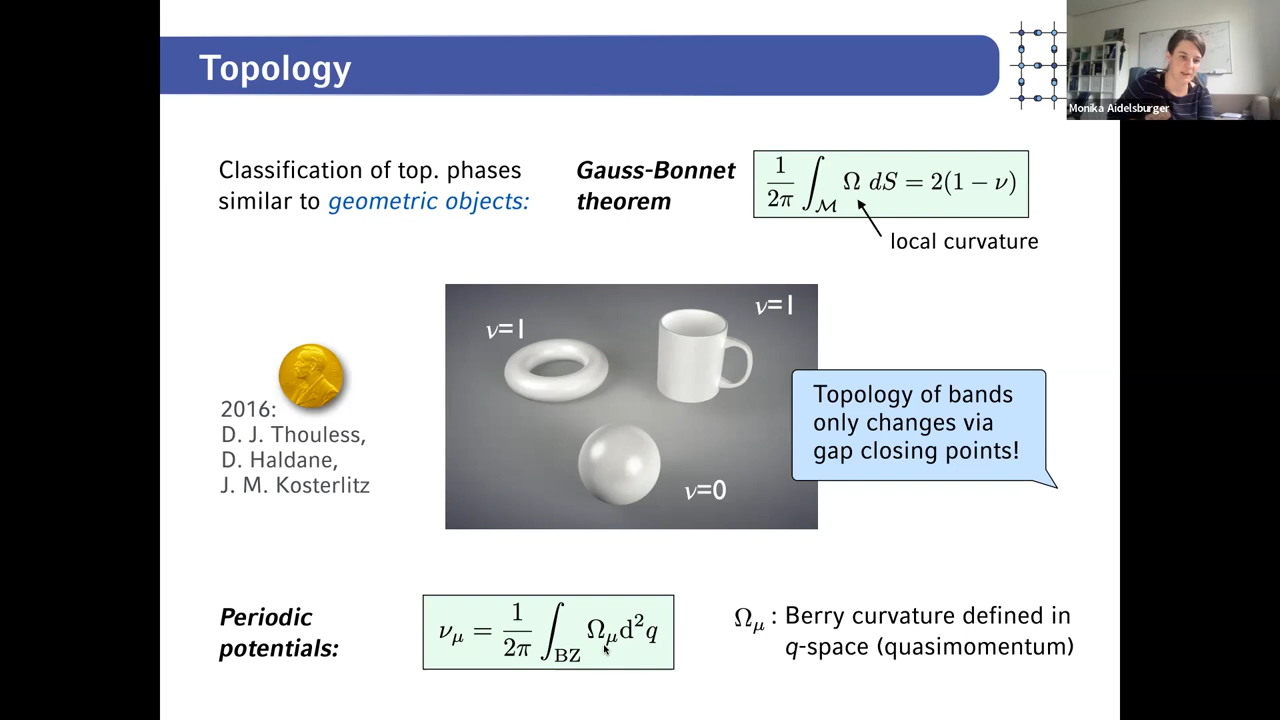 Topology
Monika Aidelsburger
Classification of top. phases
similar to geometric objects:
Gauss-Bonnet
theorem
1/2π ∫_M Ω dS = 2(1 − ν)
local curvature
ν=1
ν=1
ν=0
2016:
D. J. Thouless,
D. Haldane,
J. M. Kosterlitz
Topology of bands
only changes via
gap closing points!
Periodic
potentials:
ν_μ = 1/2π ∫_BZ Ω_μ d²q
Ω_μ : Berry curvature defined in
q-space (quasimomentum)